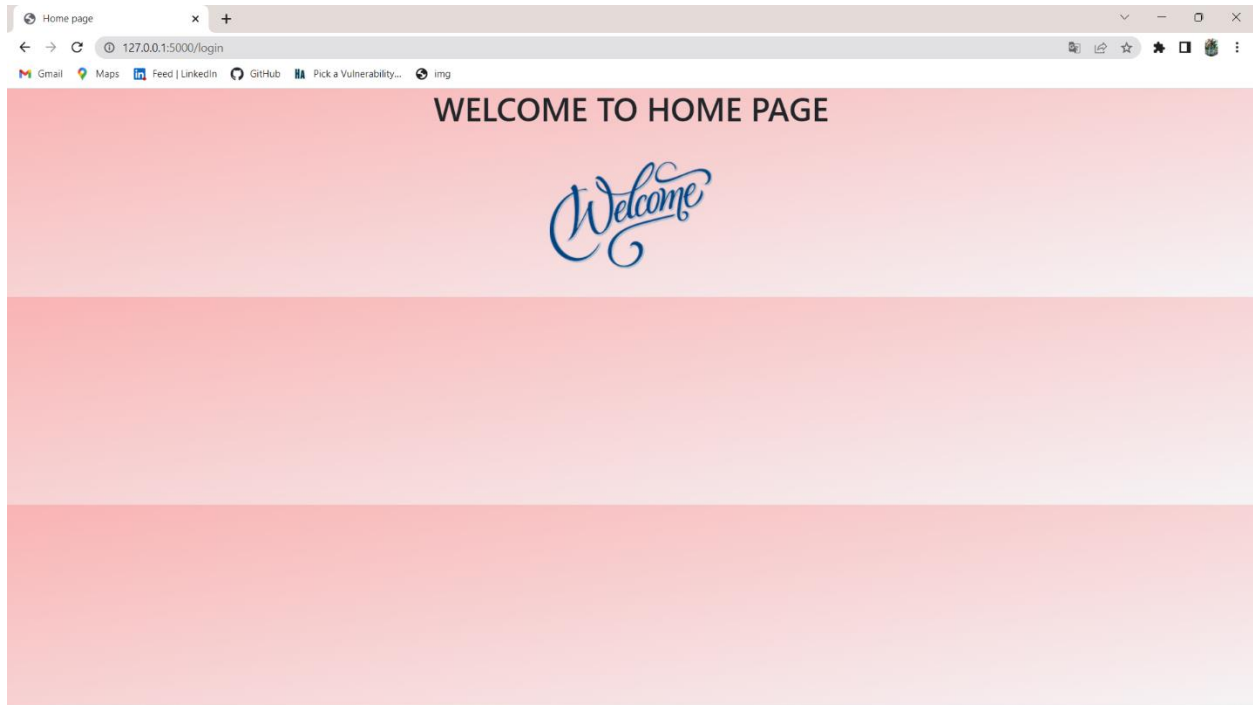 Home page
127.0.0.1:5000/login
Gmail Maps Feed | LinkedIn GitHub HA Pick a Vulnerability... img
WELCOME TO HOME PAGE
Welcome